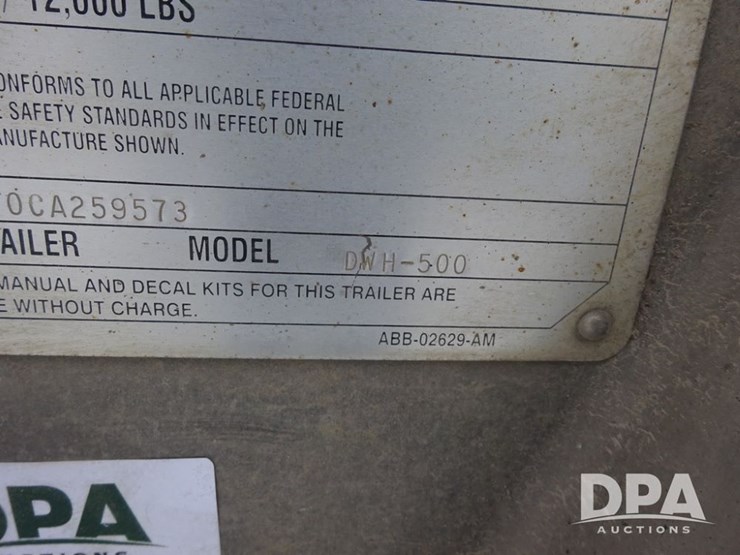 12,000 LBS
ONFORMS TO ALL APPLICABLE FEDERAL
SAFETY STANDARDS IN EFFECT ON THE
ANUFACTURE SHOWN.
0CA259573
AILER MODEL DWH-500
MANUAL AND DECAL KITS FOR THIS TRAILER ARE
E WITHOUT CHARGE.
ABB-02629-AM
DPA
DPA
AUCTIONS